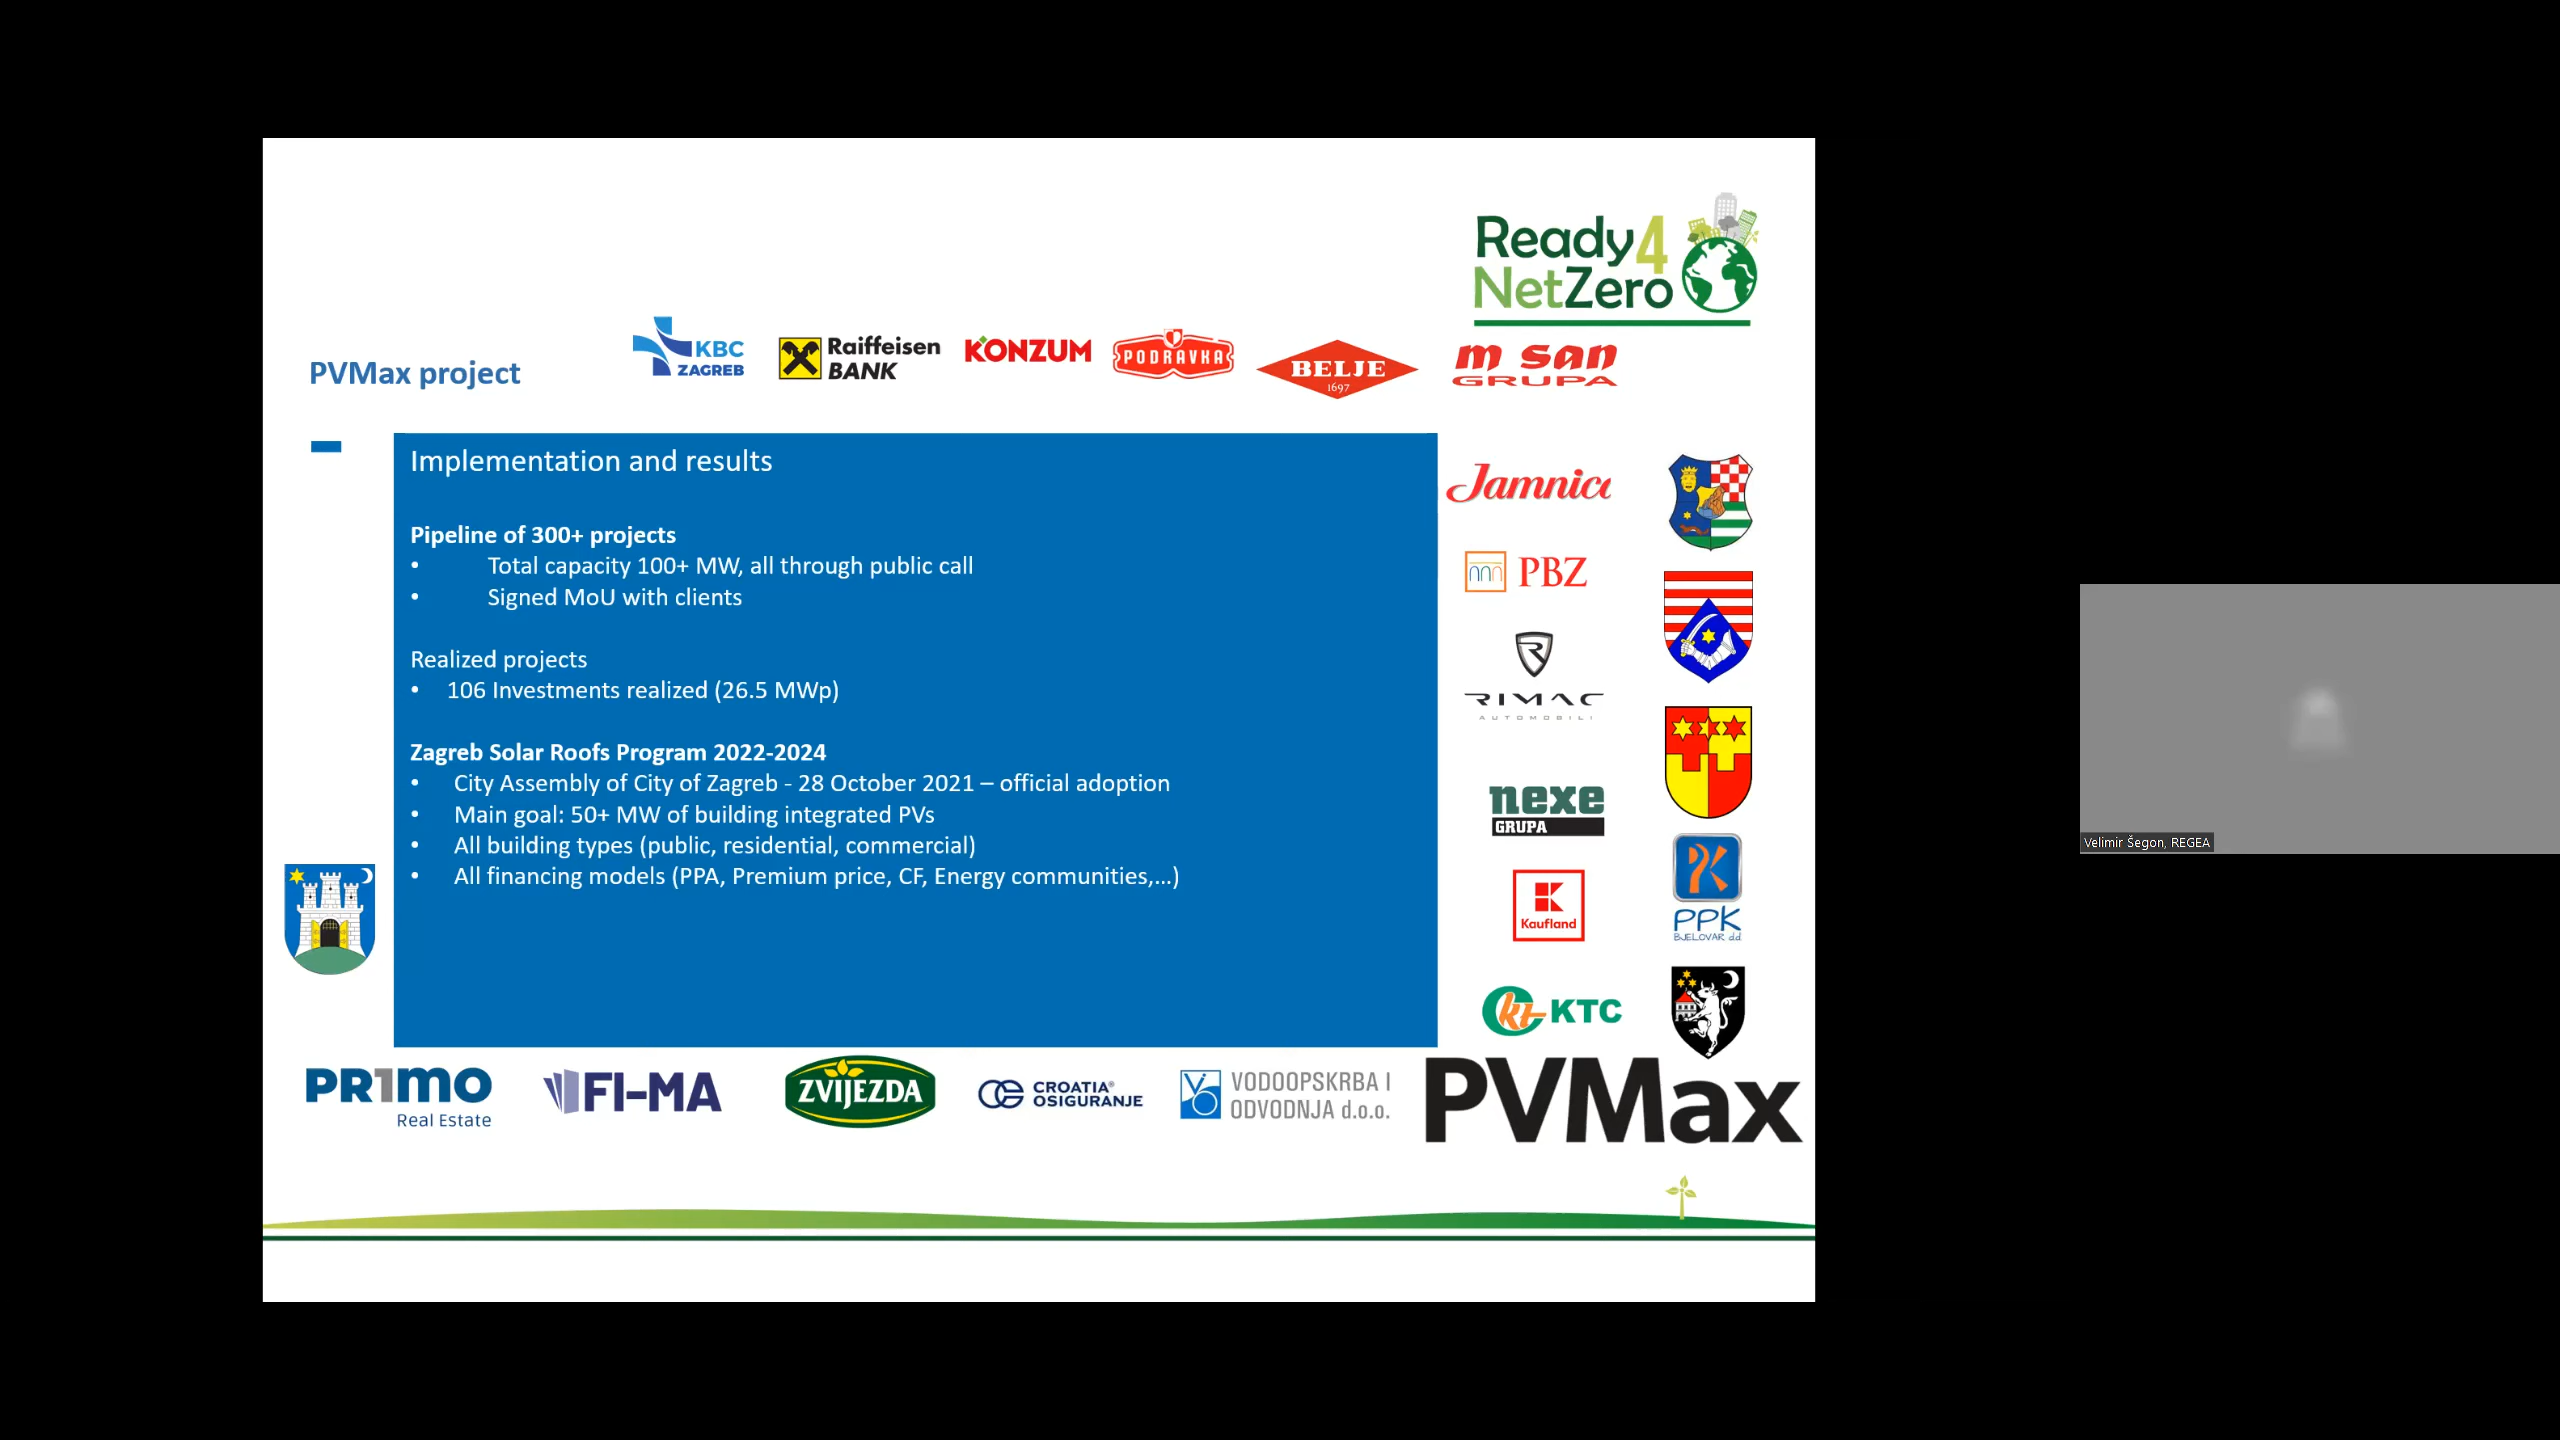 Ready4
NetZero
PVMax project
KBC
ZAGREB
Raiffeisen
BANK
KONZUM
PODRAVKA
BELJE
1697
m san
GRUPA
Implementation and results
Pipeline of 300+ projects
• Total capacity 100+ MW, all through public call
• Signed MoU with clients
Realized projects
• 106 Investments realized (26.5 MWp)
Zagreb Solar Roofs Program 2022-2024
• City Assembly of City of Zagreb - 28 October 2021 – official adoption
• Main goal: 50+ MW of building integrated PVs
• All building types (public, residential, commercial)
• All financing models (PPA, Premium price, CF, Energy communities,...)
Jamnica
PBZ
RIMAC
AUTOMOBILI
nexe
GRUPA
Kaufland
PPK
BJELOVAR d.d.
kt KTC
PR1MO
Real Estate
FI-MA
ZVIJEZDA
CROATIA®
OSIGURANJE
VODOOPSKRBA I
ODVODNJA d.o.o.
PVMax
Velimir Šegon, REGEA